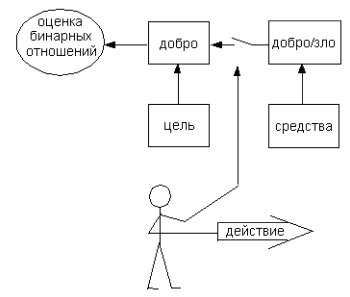 оценка
бинарных
отношений
добро
добро/зло
цель
средства
действие